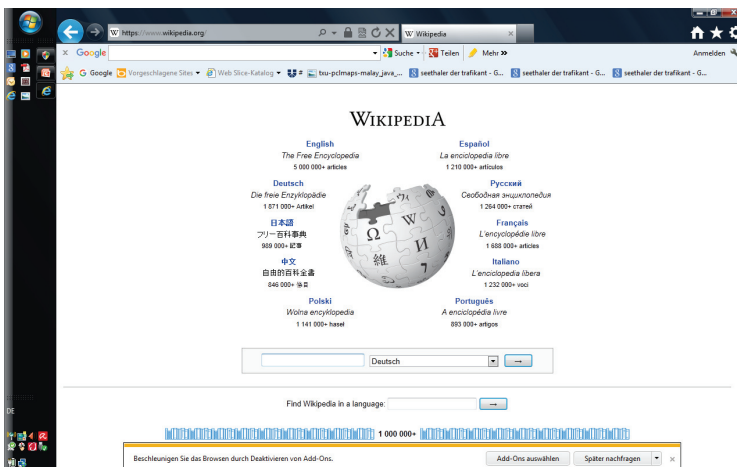 https://www.wikipedia.org/
W Wikipedia
x Google
Suche
Teilen
Mehr »
Anmelden
G Google
Vorgeschlagene Sites
Web Slice-Katalog
#
txu-pclmaps-malay_java_...
seethaler der trafikant - G...
seethaler der trafikant - G...
seethaler der trafikant - G...
WIKIPEDIA
English
The Free Encyclopedia
5 000 000+ articles
Español
La enciclopedia libre
1 210 000+ artículos
Deutsch
Die freie Enzyklopädie
1 871 000+ Artikel
Русский
Свободная энциклопедия
1 264 000+ статей
日本語
フリー百科事典
989 000+ 記事
Français
L'encyclopédie libre
1 688 000+ articles
中文
自由的百科全書
846 000+ 條目
Italiano
L'enciclopedia libera
1 232 000+ voci
Polski
Wolna encyklopedia
1 141 000+ haseł
Português
A enciclopédia livre
893 000+ artigos
Ω W И 維 7
Deutsch
→
Find Wikipedia in a language:
→
1 000 000+
DE
Beschleunigen Sie das Browsen durch Deaktivieren von Add-Ons.
Add-Ons auswählen
Später nachfragen
x